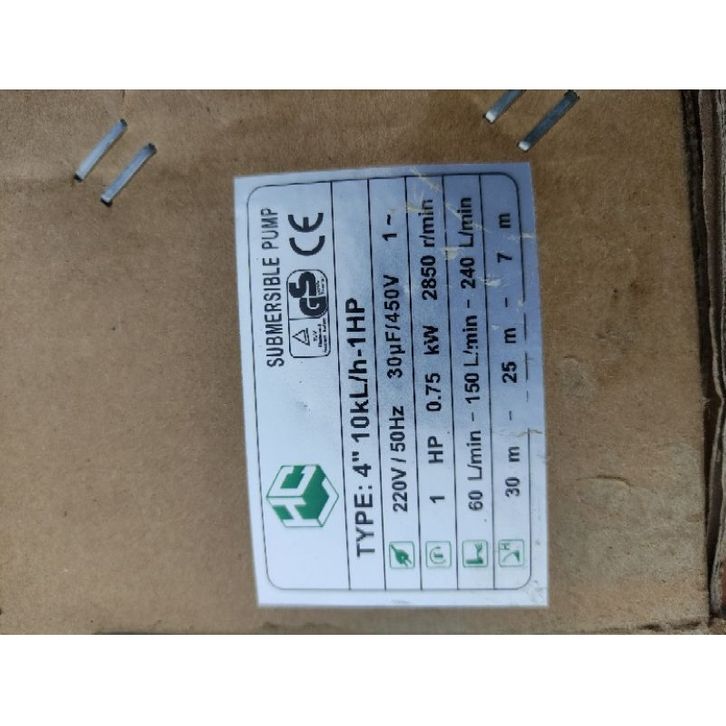 SUBMERSIBLE PUMP
GS CE
TYPE: 4" 10kL/h-1HP
220V / 50Hz 30µF/450V 1~
1 HP 0.75 kW 2850 r/min
60 L/min - 150 L/min - 240 L/min
H 30 m - 25 m - 7 m